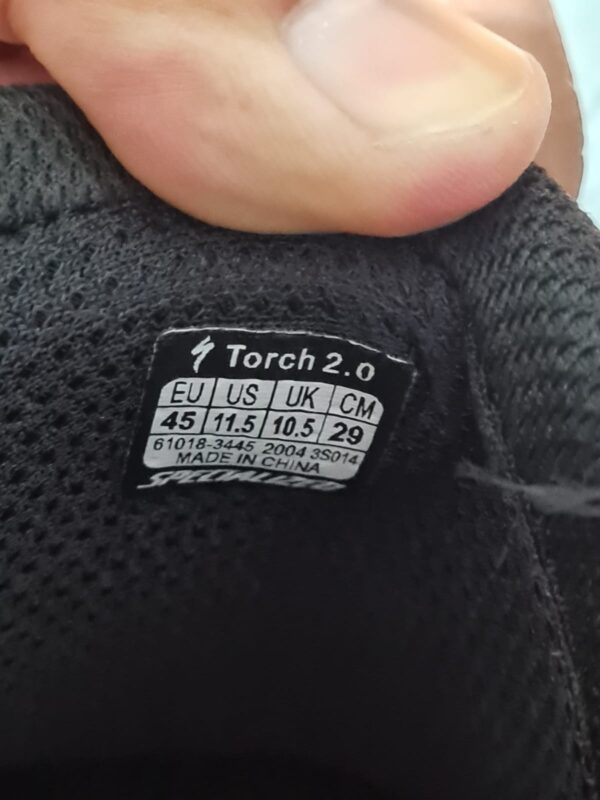 Torch 2.0
EU US UK CM
45 11.5 10.5 29
61018-3445 2004 3S014
MADE IN CHINA
SPECIALIZED